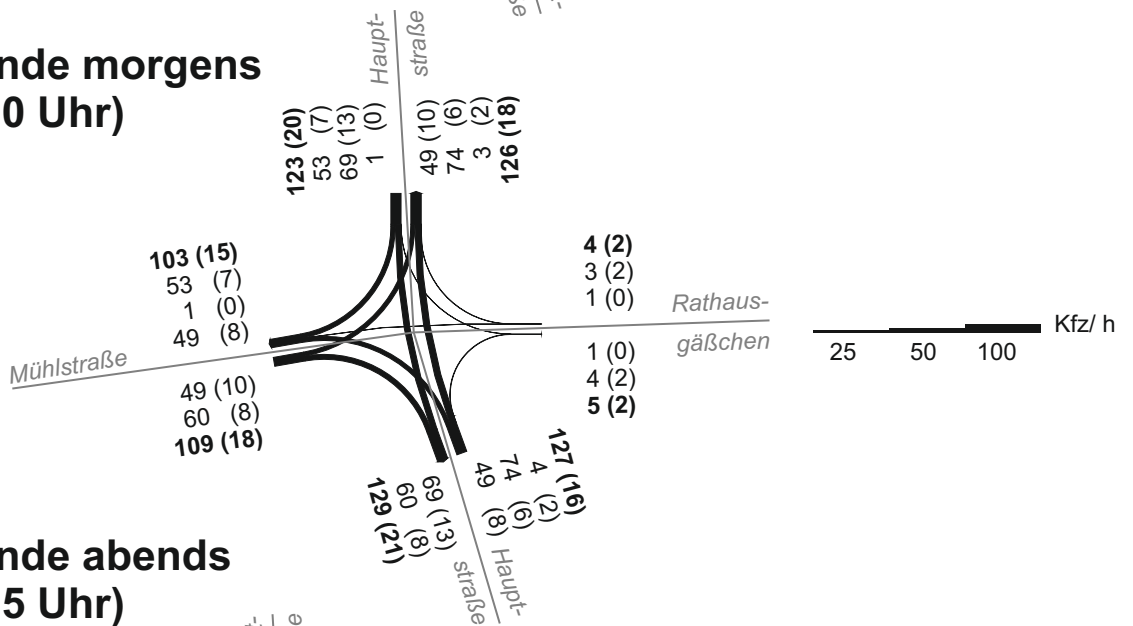 nde morgens
0 Uhr)
Haupt-
straße
123 (20)
53 (7)
69 (13)
1 (0)
49 (10)
74 (6)
3 (2)
126 (18)
103 (15)
53 (7)
1 (0)
49 (8)
Mühlstraße
49 (10)
60 (8)
109 (18)
4 (2)
3 (2)
1 (0)
Rathaus-
gäßchen
1 (0)
4 (2)
5 (2)
25 50 100 Kfz/ h
129 (21)
60 (8)
69 (13)
49 (8)
74 (6)
4 (2)
127 (16)
Haupt-
straße
nde abends
5 Uhr)